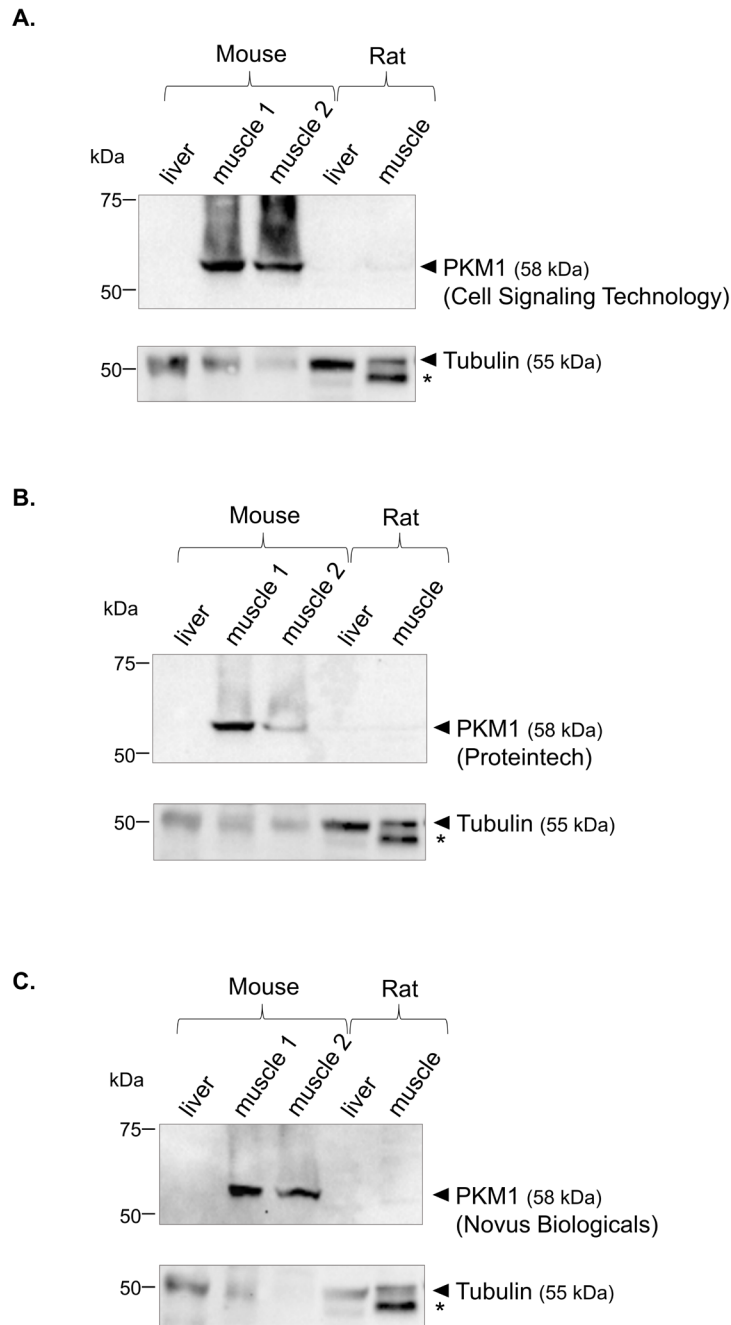 A.
Mouse
Rat
kDa
liver
muscle 1
muscle 2
liver
muscle
75
50
PKM1 (58 kDa)
(Cell Signaling Technology)
50
Tubulin (55 kDa)
*
B.
Mouse
Rat
kDa
liver
muscle 1
muscle 2
liver
muscle
75
50
PKM1 (58 kDa)
(Proteintech)
50
Tubulin (55 kDa)
*
C.
Mouse
Rat
kDa
liver
muscle 1
muscle 2
liver
muscle
75
50
PKM1 (58 kDa)
(Novus Biologicals)
50
Tubulin (55 kDa)
*